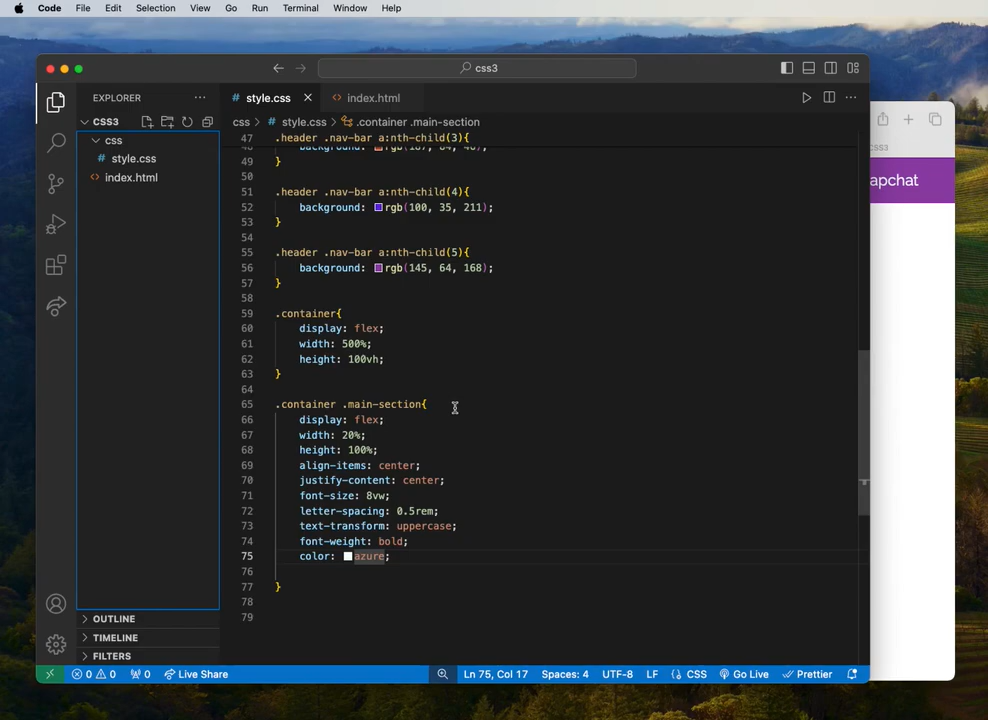 Code File Edit Selection View Go Run Terminal Window Help
css3
EXPLORER
style.css
index.html
CSS3
css > style.css > .container .main-section
css
style.css
index.html
47 .header .nav-bar a:nth-child(3){
49 }
50
51 .header .nav-bar a:nth-child(4){
52 background: rgb(100, 35, 211);
53 }
54
55 .header .nav-bar a:nth-child(5){
56 background: rgb(145, 64, 168);
57 }
58
59 .container{
60 display: flex;
61 width: 500%;
62 height: 100vh;
63 }
64
65 .container .main-section{
66 display: flex;
67 width: 20%;
68 height: 100%;
69 align-items: center;
70 justify-content: center;
71 font-size: 8vw;
72 letter-spacing: 0.5rem;
73 text-transform: uppercase;
74 font-weight: bold;
75 color: azure;
76
77 }
78
79
OUTLINE
TIMELINE
FILTERS
0 0 0 Live Share Ln 75, Col 17 Spaces: 4 UTF-8 LF CSS Go Live Prettier
CSS3
apchat